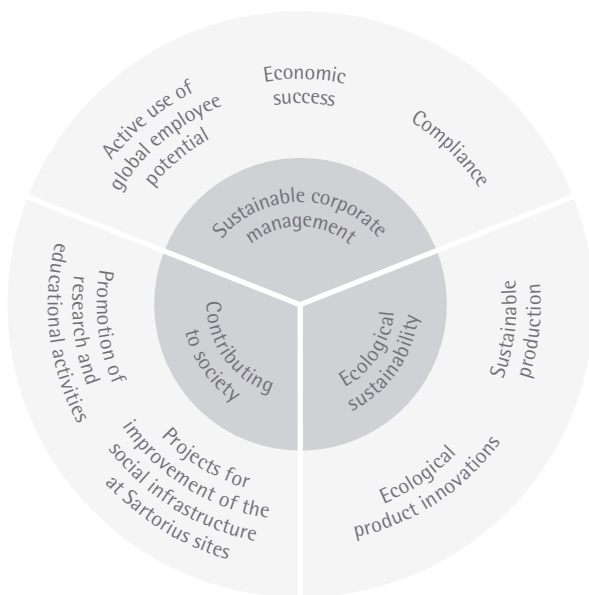 Economic
success
Active use of
global employee
potential
Compliance
Sustainable corporate
management
Promotion of
research and
educational activities
Contributing
to society
Ecological
sustainability
Sustainable
production
Projects for
improvement of the
social infrastructure
at Sartorius sites
Ecological
product innovations